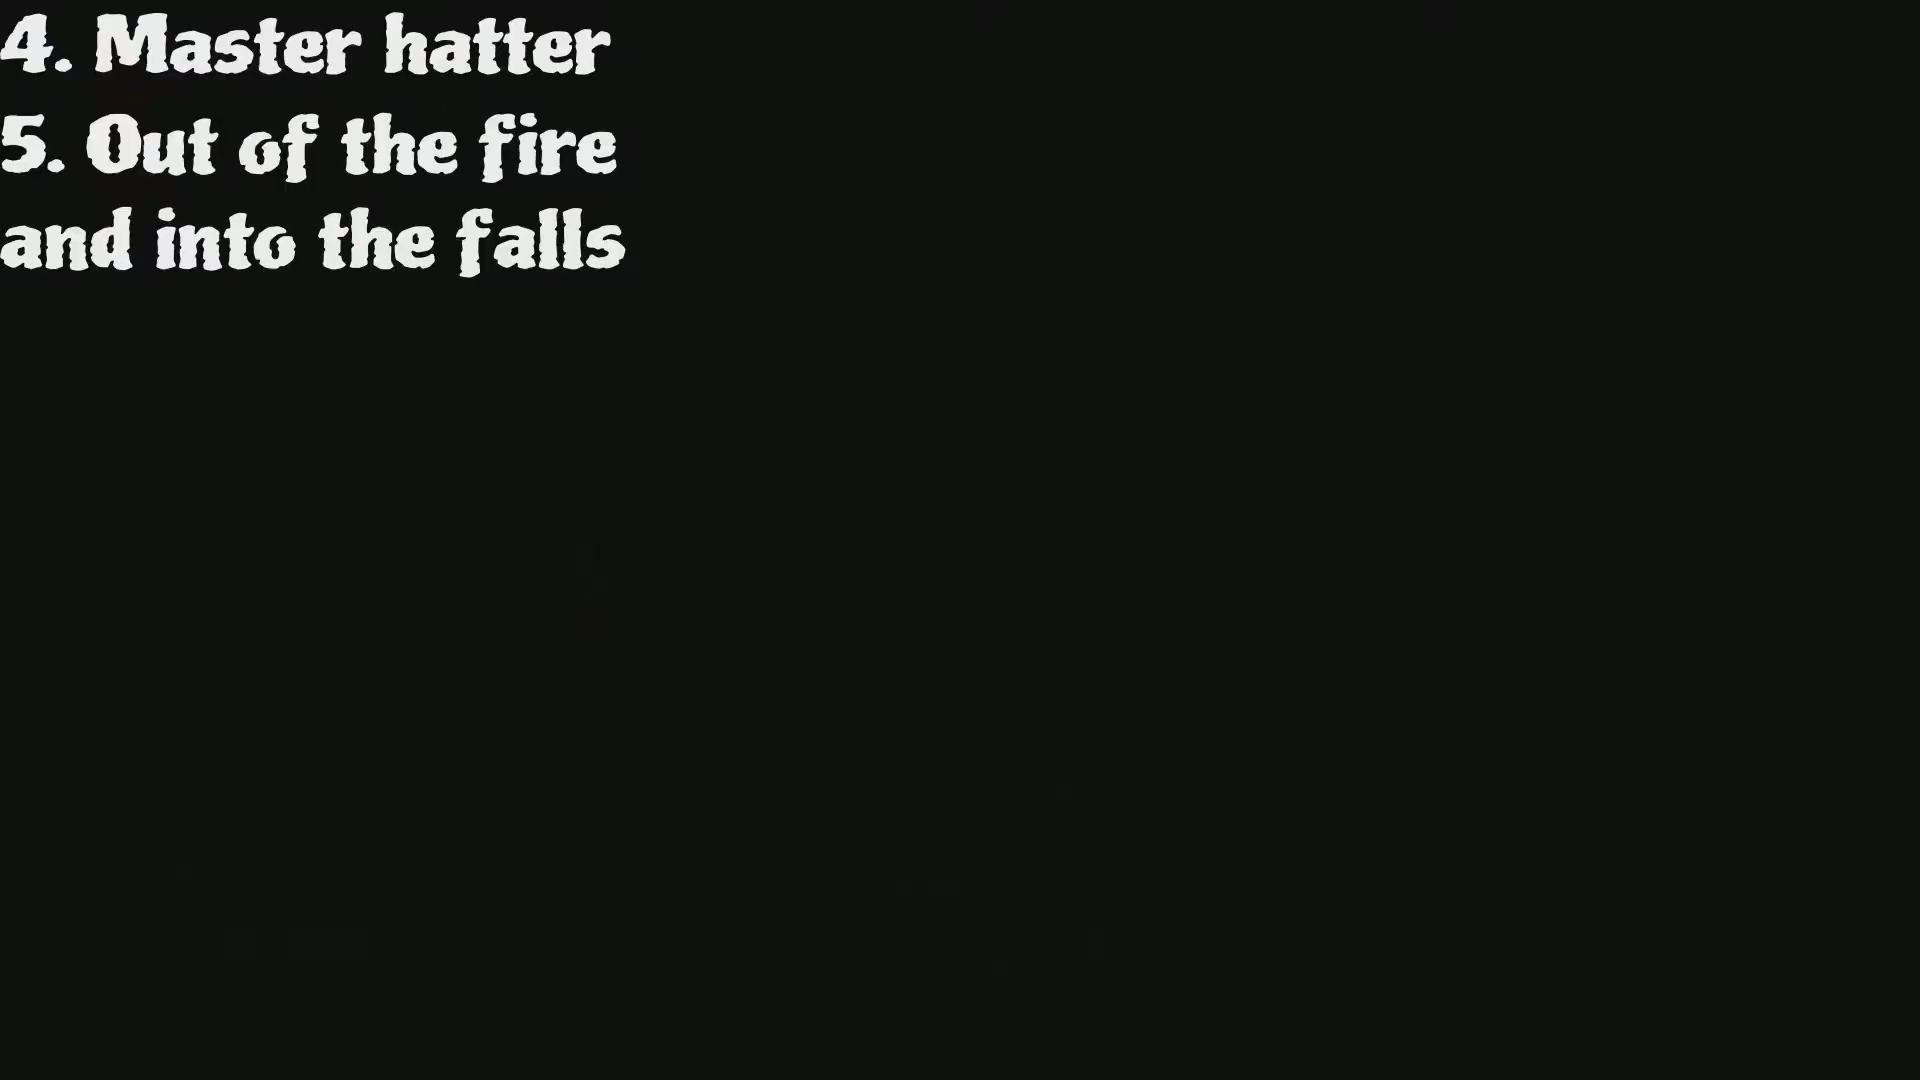 4. Master hatter
5. Out of the fire
and into the falls